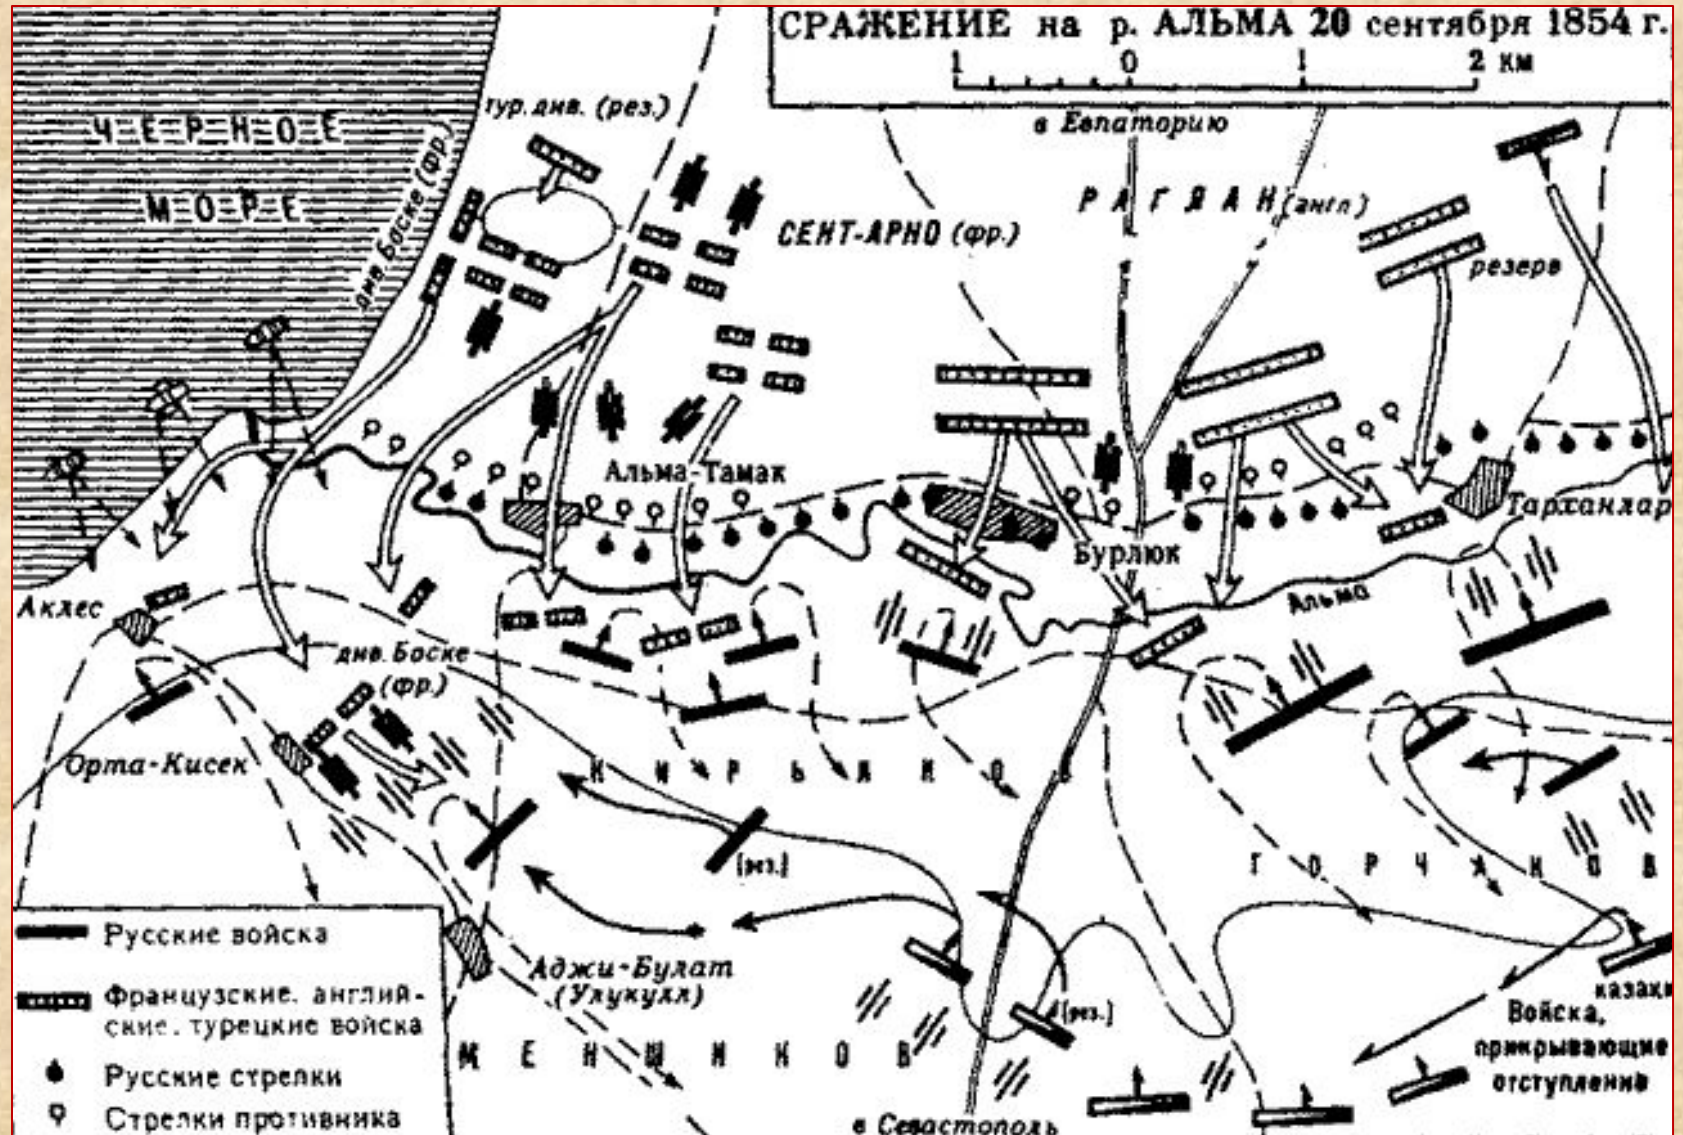 СРАЖЕНИЕ на р. АЛЬМА 20 сентября 1854 г.
1 0 1 2 км
ЧЕРНОЕ
МОРЕ
тур. див. (рез.)
див. Боске (фр.)
в Евпаторию
РАГЛАН (англ)
СЕНТ-АРНО (фр.)
резерв
Альма-Тамак
Бурлюк
Тарханлар
Альма
Аклес
див. Боске
(фр.)
Орта-Кисек
КИРЬЯКОВ
[рез.]
ГОРЧАКОВ
Аджи-Булат
(Улукулл)
МЕНШИКОВ
[рез.]
казаки
Войска,
прикрывающие
отступление
в Севастополь
Русские войска
Французские, англий-
ские, турецкие войска
Русские стрелки
Стрелки противника